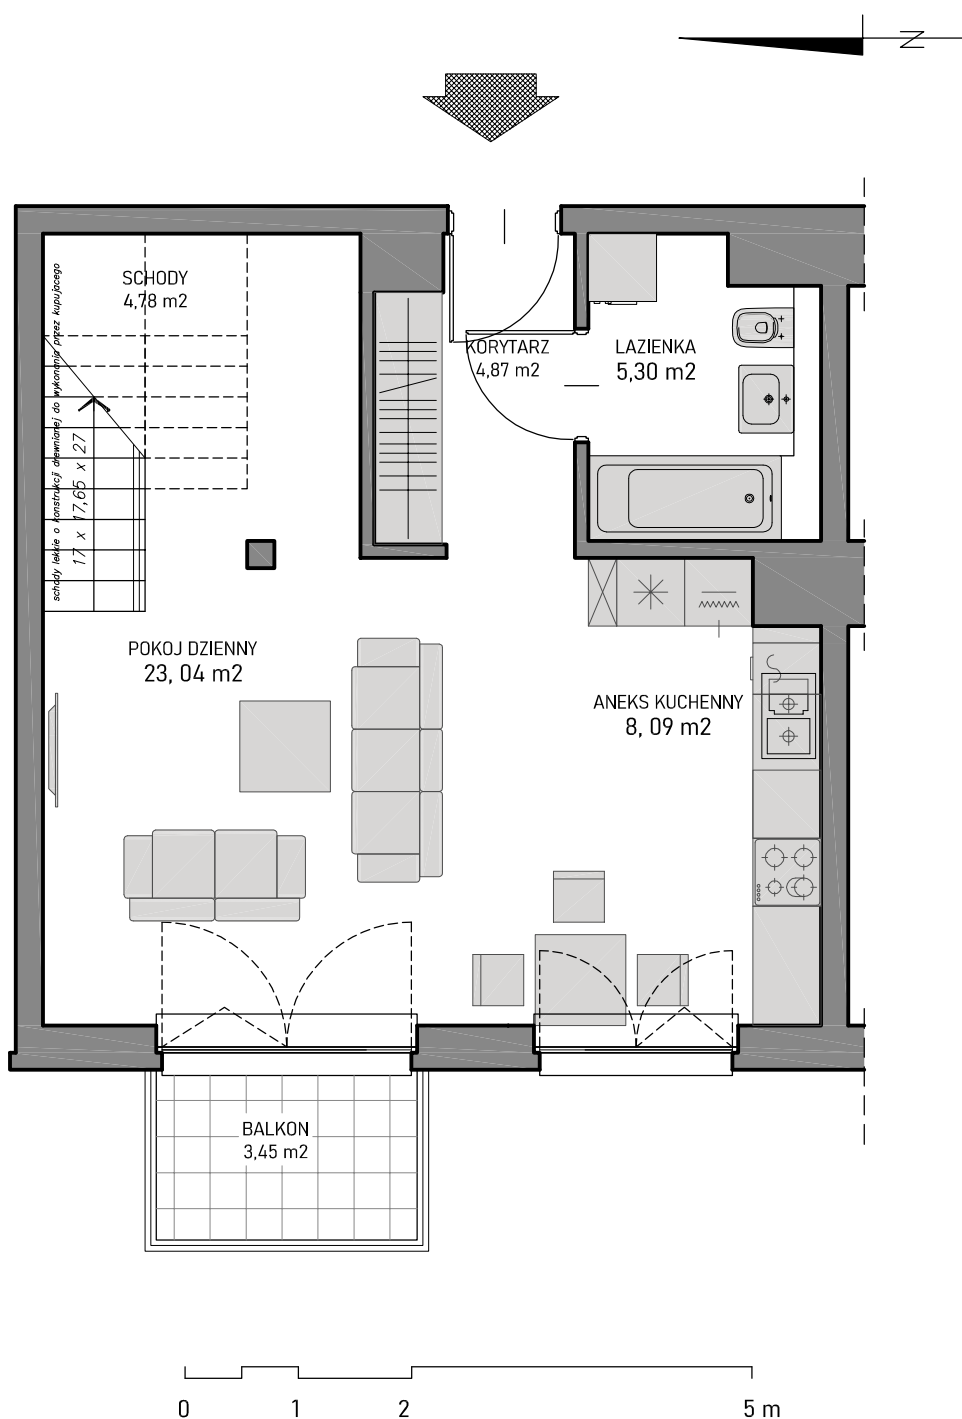 N
SCHODY
4,78 m2
schody lekkie o konstrukcji drewnianej do wykonania przez kupującego
17 x 17,65 x 27
KORYTARZ
4,87 m2
LAZIENKA
5,30 m2
POKOJ DZIENNY
23, 04 m2
ANEKS KUCHENNY
8, 09 m2
BALKON
3,45 m2
0 1 2 5 m